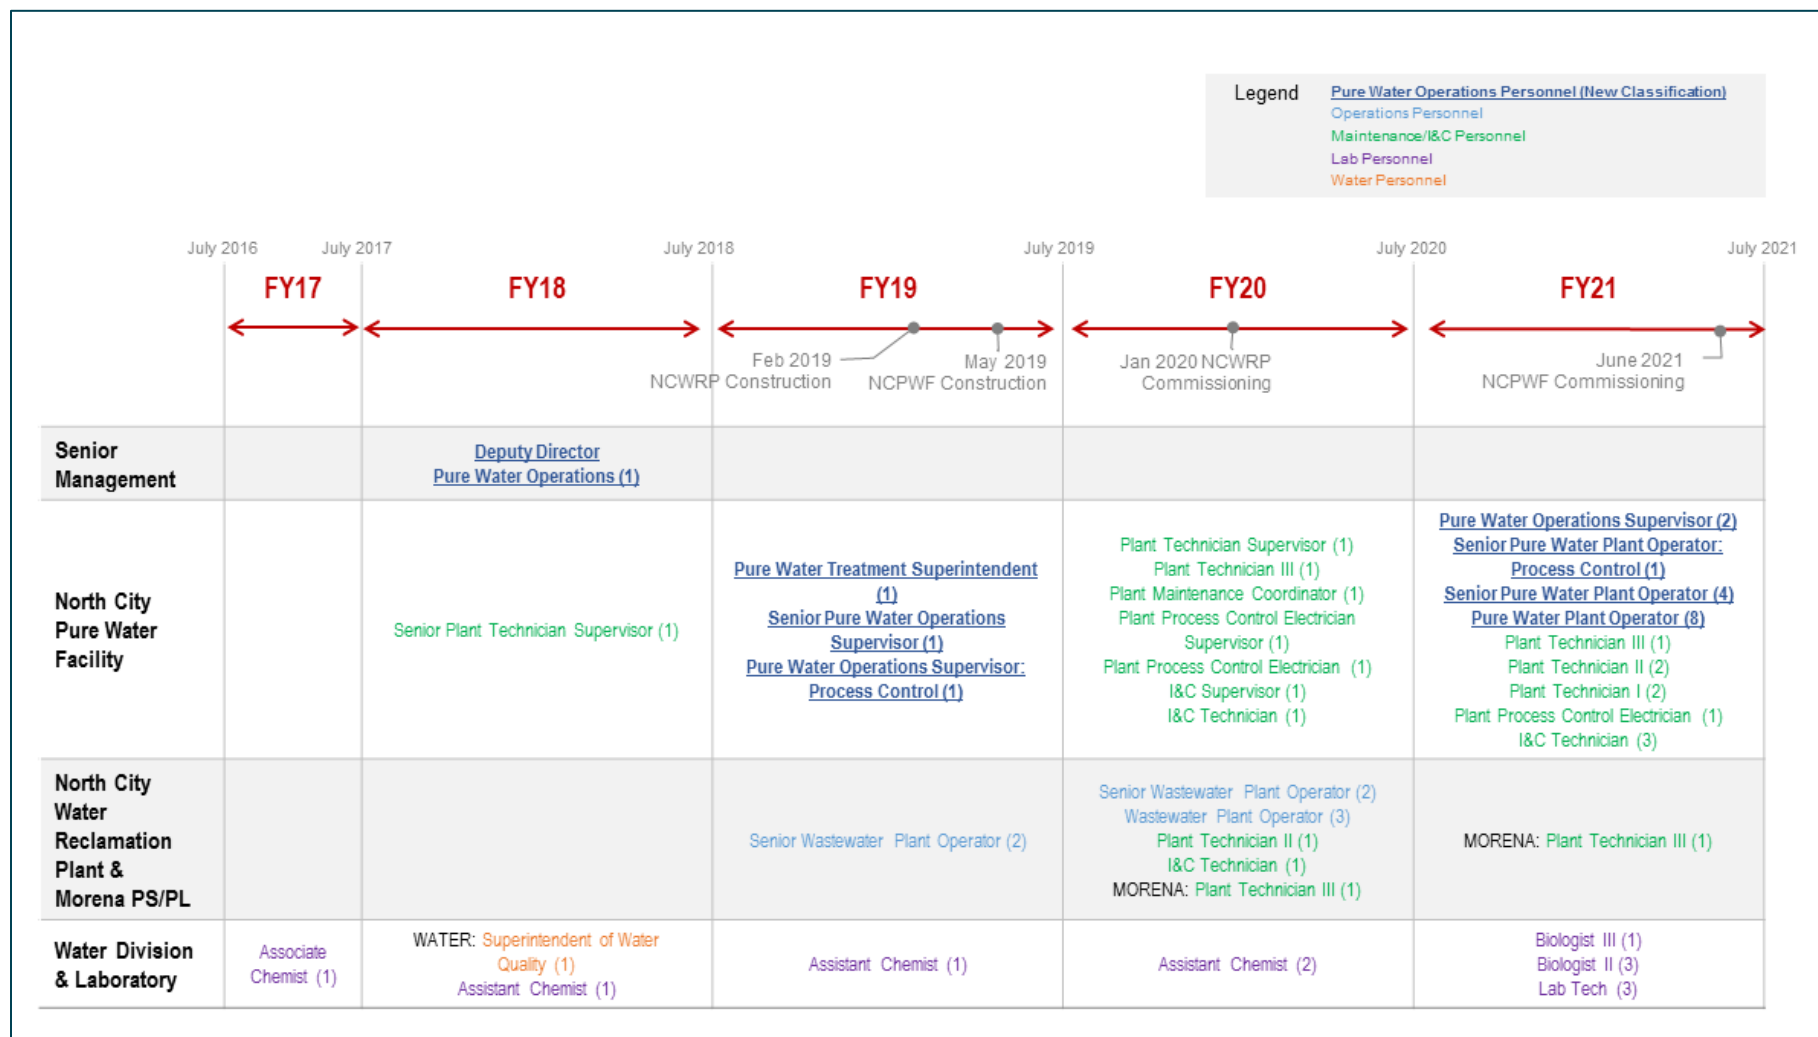 Legend
Pure Water Operations Personnel (New Classification)
Operations Personnel
Maintenance/I&C Personnel
Lab Personnel
Water Personnel
July 2016
July 2017
July 2018
July 2019
July 2020
July 2021
FY17
FY18
FY19
FY20
FY21
Feb 2019
NCWRP Construction
May 2019
NCPWF Construction
Jan 2020 NCWRP
Commissioning
June 2021
NCPWF Commissioning
Senior
Management
Deputy Director
Pure Water Operations (1)
North City
Pure Water
Facility
Senior Plant Technician Supervisor (1)
Pure Water Treatment Superintendent
(1)
Senior Pure Water Operations
Supervisor (1)
Pure Water Operations Supervisor:
Process Control (1)
Plant Technician Supervisor (1)
Plant Technician III (1)
Plant Maintenance Coordinator (1)
Plant Process Control Electrician
Supervisor (1)
Plant Process Control Electrician (1)
I&C Supervisor (1)
I&C Technician (1)
Pure Water Operations Supervisor (2)
Senior Pure Water Plant Operator:
Process Control (1)
Senior Pure Water Plant Operator (4)
Pure Water Plant Operator (8)
Plant Technician III (1)
Plant Technician II (2)
Plant Technician I (2)
Plant Process Control Electrician (1)
I&C Technician (3)
North City
Water
Reclamation
Plant &
Morena PS/PL
Senior Wastewater Plant Operator (2)
Senior Wastewater Plant Operator (2)
Wastewater Plant Operator (3)
Plant Technician II (1)
I&C Technician (1)
MORENA: Plant Technician III (1)
MORENA: Plant Technician III (1)
Water Division
& Laboratory
Associate
Chemist (1)
WATER: Superintendent of Water
Quality (1)
Assistant Chemist (1)
Assistant Chemist (1)
Assistant Chemist (2)
Biologist III (1)
Biologist II (3)
Lab Tech (3)